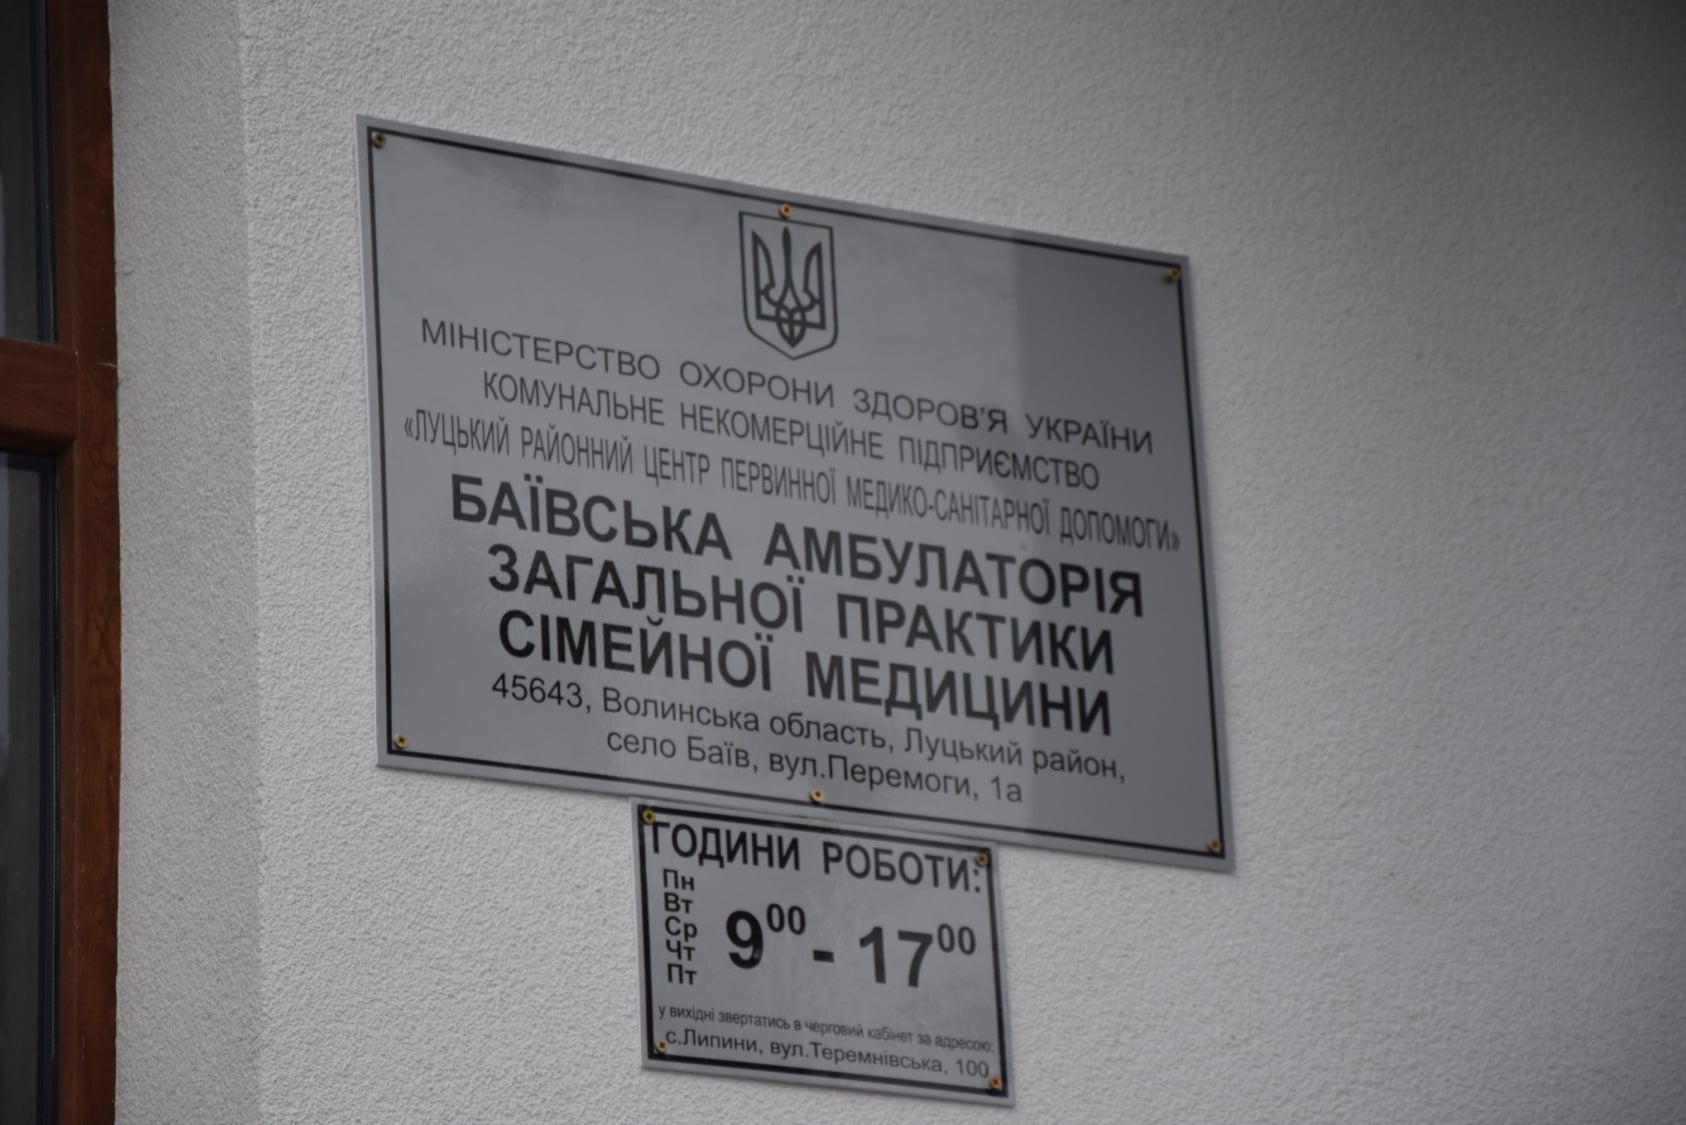 МІНІСТЕРСТВО ОХОРОНИ ЗДОРОВ'Я УКРАЇНИ
КОМУНАЛЬНЕ НЕКОМЕРЦІЙНЕ ПІДПРИЄМСТВО
«ЛУЦЬКИЙ РАЙОННИЙ ЦЕНТР ПЕРВИННОЇ МЕДИКО-САНІТАРНОЇ ДОПОМОГИ»
БАЇВСЬКА АМБУЛАТОРІЯ
ЗАГАЛЬНОЇ ПРАКТИКИ
СІМЕЙНОЇ МЕДИЦИНИ
45643, Волинська область, Луцький район,
село Баїв, вул.Перемоги, 1а
ГОДИНИ РОБОТИ:
Пн
Вт
Ср
Чт
Пт
9⁰⁰ - 17⁰⁰
у вихідні звертатись в черговий кабінет за адресою:
с.Липини, вул.Теремнівська, 100